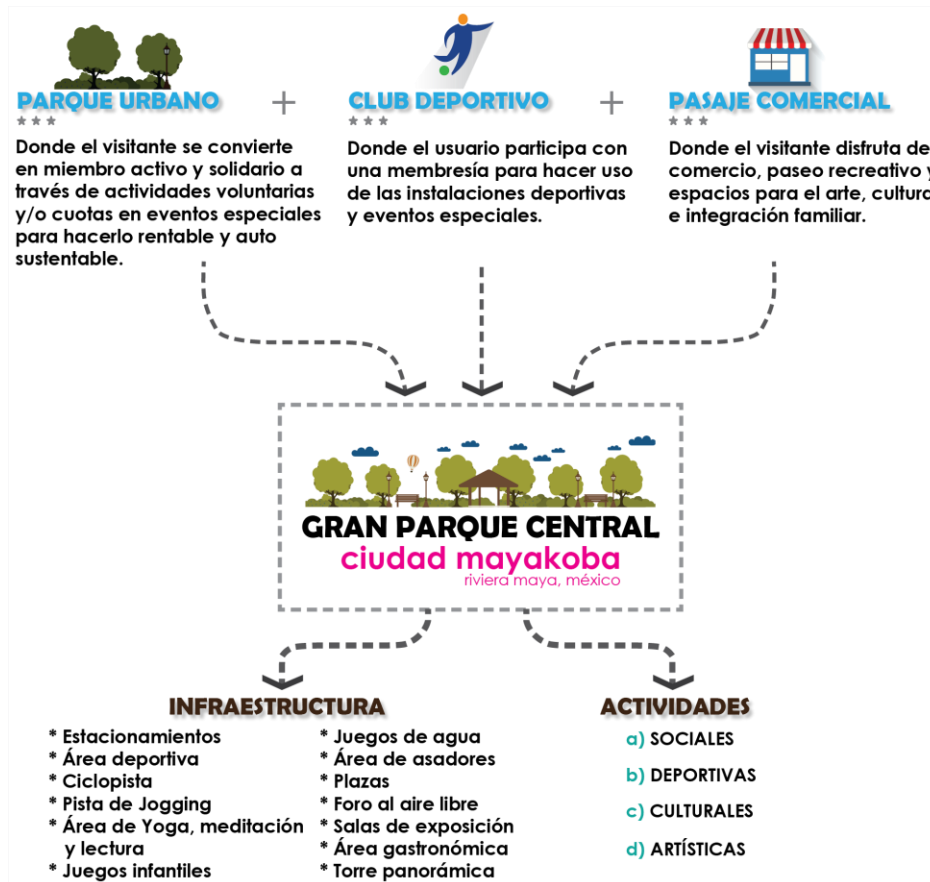 PARQUE URBANO
+
CLUB DEPORTIVO
+
PASAJE COMERCIAL
* * *
* * *
* * *
Donde el visitante se convierte
en miembro activo y solidario a
través de actividades voluntarias
y/o cuotas en eventos especiales
para hacerlo rentable y auto
sustentable.
Donde el usuario participa con
una membresía para hacer uso
de las instalaciones deportivas
y eventos especiales.
Donde el visitante disfruta de
comercio, paseo recreativo y
espacios para el arte, cultura
e integración familiar.
GRAN PARQUE CENTRAL
ciudad mayakoba
riviera maya, méxico
INFRAESTRUCTURA
* Estacionamientos
* Área deportiva
* Ciclopista
* Pista de Jogging
* Área de Yoga, meditación
y lectura
* Juegos infantiles
* Juegos de agua
* Área de asadores
* Plazas
* Foro al aire libre
* Salas de exposición
* Área gastronómica
* Torre panorámica
ACTIVIDADES
a) SOCIALES
b) DEPORTIVAS
c) CULTURALES
d) ARTÍSTICAS